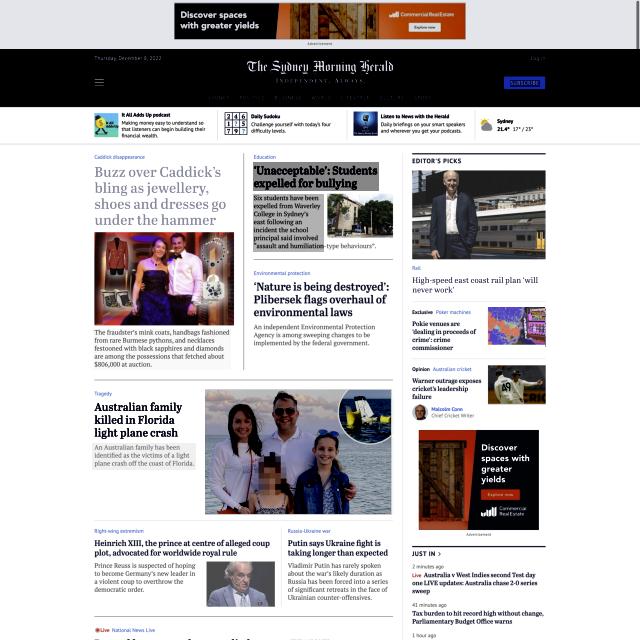 Discover spaces
with greater yields
Commercial Real Estate
Explore now
Advertisement
Thursday, December 8, 2022
Log in
The Sydney Morning Herald
INDEPENDENT. ALWAYS.
SUBSCRIBE
It All Adds Up podcast
Making money easy to understand so
that listeners can begin building their
financial wealth.
Daily Sudoku
Challenge yourself with today's four
difficulty levels.
Listen to News with the Herald
Daily briefings on your smart speakers
and wherever you get your podcasts.
Sydney
21.4° 17° / 23°
Caddick disappearance
Buzz over Caddick's
bling as jewellery,
shoes and dresses go
under the hammer
The fraudster's mink coats, handbags fashioned
from rare Burmese pythons, and necklaces
festooned with black sapphires and diamonds
are among the possessions that fetched about
$806,000 at auction.
Education
'Unacceptable': Students
expelled for bullying
Six students have been
expelled from Waverley
College in Sydney's
east following an
incident the school
principal said involved
"assault and humiliation-type behaviours".
Environmental protection
'Nature is being destroyed':
Plibersek flags overhaul of
environmental laws
An independent Environmental Protection
Agency is among sweeping changes to be
implemented by the federal government.
Tragedy
Australian family
killed in Florida
light plane crash
An Australian family has been
identified as the victims of a light
plane crash off the coast of Florida.
Right-wing extremism
Heinrich XIII, the prince at centre of alleged coup
plot, advocated for worldwide royal rule
Prince Reuss is suspected of hoping
to become Germany's new leader in
a violent coup to overthrow the
democratic order.
Russia-Ukraine war
Putin says Ukraine fight is
taking longer than expected
Vladimir Putin has rarely spoken
about the war's likely duration as
Russia has been forced into a series
of significant retreats in the face of
Ukrainian counter-offensives.
Live National News Live
EDITOR'S PICKS
Rail
High-speed east coast rail plan 'will
never work'
Exclusive Poker machines
Pokie venues are
'dealing in proceeds of
crime': crime
commissioner
Opinion Australian cricket
Warner outrage exposes
cricket's leadership
failure
Malcolm Conn
Chief Cricket Writer
Discover
spaces with
greater
yields
Explore now
Commercial
Real Estate
Advertisement
JUST IN >
2 minutes ago
Live Australia v West Indies second Test day
one LIVE updates: Australia chase 2-0 series
sweep
41 minutes ago
Tax burden to hit record high without change,
Parliamentary Budget Office warns
1 hour ago